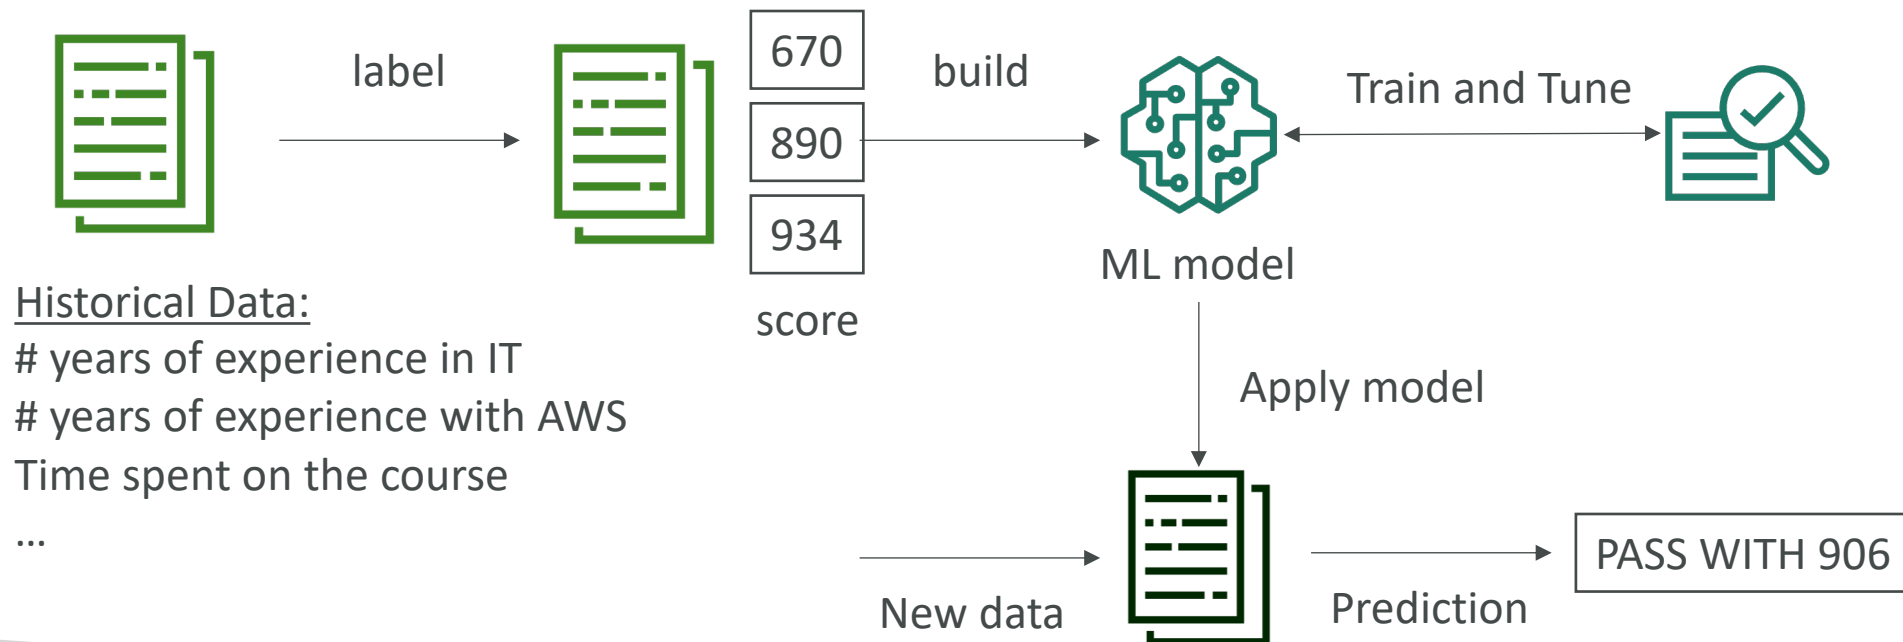 label
670
890
934
score
build
ML model
Train and Tune
Historical Data:
# years of experience in IT
# years of experience with AWS
Time spent on the course
...
Apply model
New data
Prediction
PASS WITH 906